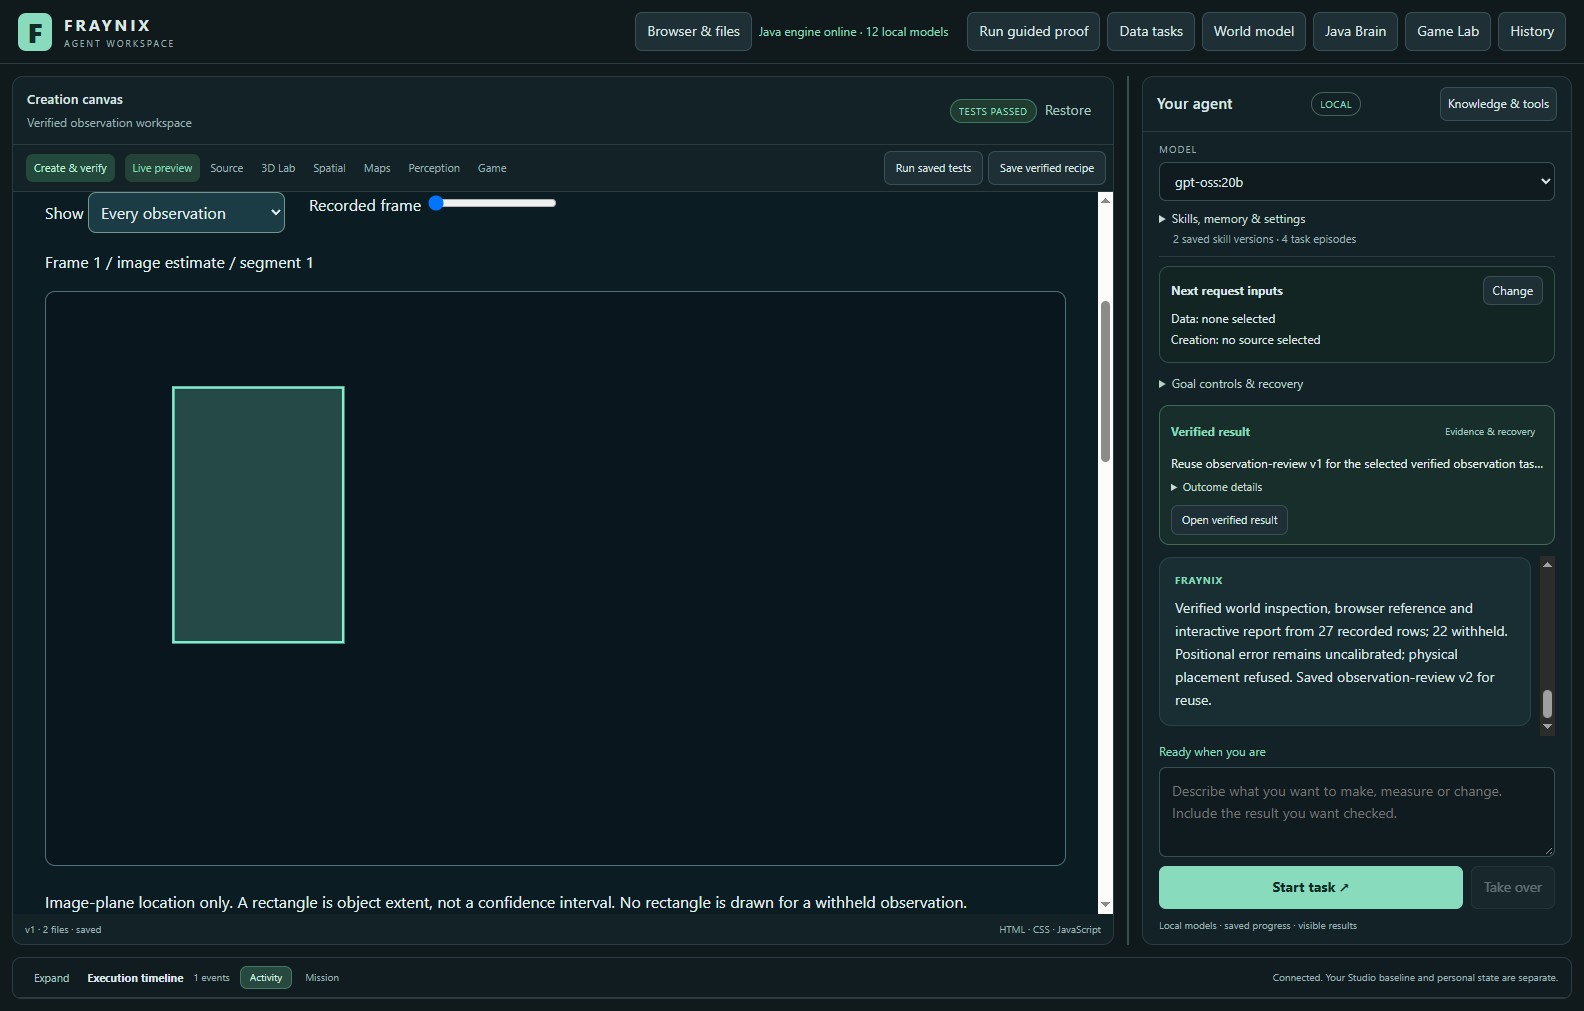 F
FRAYNIX
AGENT WORKSPACE
Browser & files
Java engine online · 12 local models
Run guided proof
Data tasks
World model
Java Brain
Game Lab
History
Creation canvas
Verified observation workspace
TESTS PASSED
Restore
Create & verify
Live preview
Source
3D Lab
Spatial
Maps
Perception
Game
Run saved tests
Save verified recipe
Show
Every observation
Recorded frame
Frame 1 / image estimate / segment 1
Image-plane location only. A rectangle is object extent, not a confidence interval. No rectangle is drawn for a withheld observation.
v1 · 2 files · saved
HTML · CSS · JavaScript
Your agent
LOCAL
Knowledge & tools
MODEL
gpt-oss:20b
Skills, memory & settings
2 saved skill versions · 4 task episodes
Next request inputs
Change
Data: none selected
Creation: no source selected
Goal controls & recovery
Verified result
Evidence & recovery
Reuse observation-review v1 for the selected verified observation tas...
Outcome details
Open verified result
FRAYNIX
Verified world inspection, browser reference and
interactive report from 27 recorded rows; 22 withheld.
Positional error remains uncalibrated; physical
placement refused. Saved observation-review v2 for
reuse.
Ready when you are
Describe what you want to make, measure or change.
Include the result you want checked.
Start task ↗
Take over
Local models · saved progress · visible results
Expand
Execution timeline
1 events
Activity
Mission
Connected. Your Studio baseline and personal state are separate.